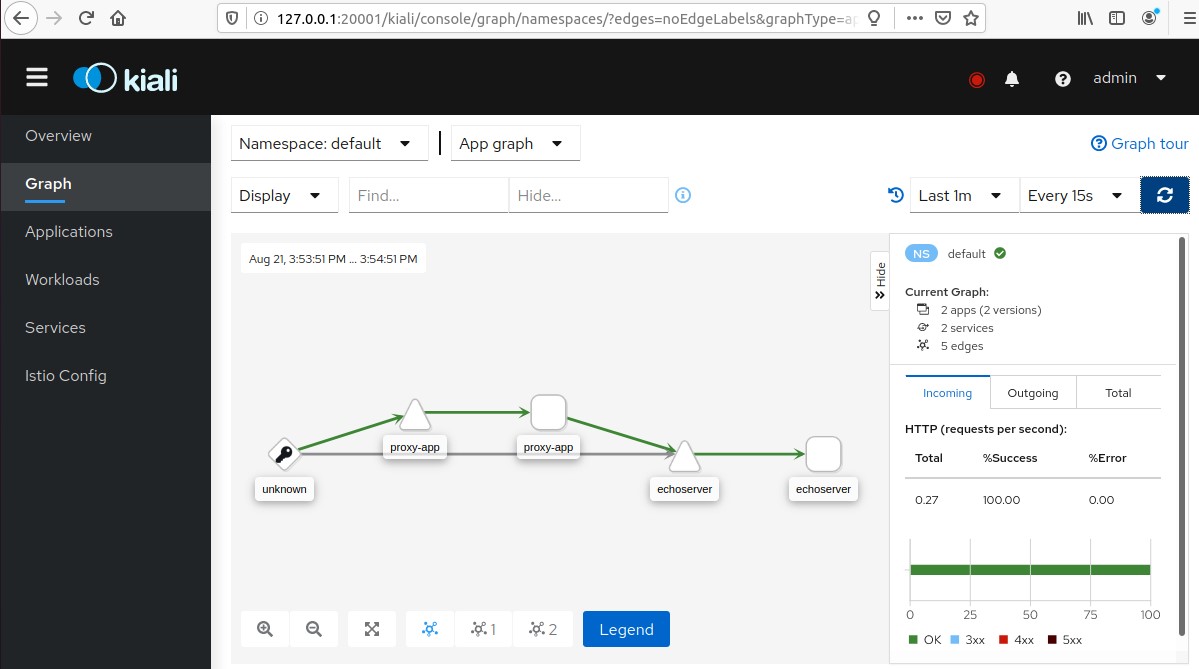 127.0.0.1:20001/kiali/console/graph/namespaces/?edges=noEdgeLabels&graphType=ap
kiali
admin
Overview
Graph
Applications
Workloads
Services
Istio Config
Namespace: default
App graph
Graph tour
Display
Find...
Hide...
Last 1m
Every 15s
Aug 21, 3:53:51 PM ... 3:54:51 PM
Hide
unknown
proxy-app
proxy-app
echoserver
echoserver
1
2
Legend
NS default
Current Graph:
2 apps (2 versions)
2 services
5 edges
Incoming
Outgoing
Total
HTTP (requests per second):
Total %Success %Error
0.27 100.00 0.00
0 25 50 75 100
OK 3xx 4xx 5xx